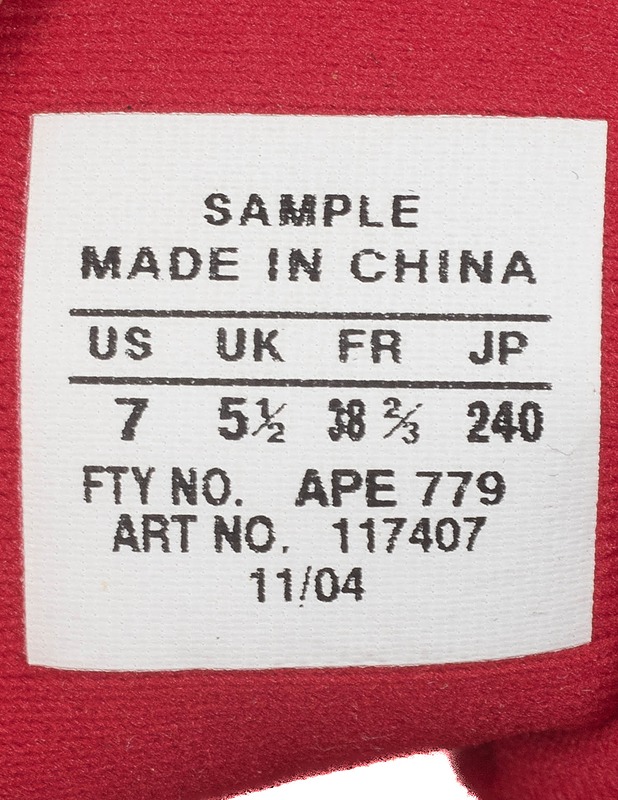 SAMPLE
MADE IN CHINA
US UK FR JP
7 5½ 38 ⅔ 240
FTY NO. APE 779
ART NO. 117407
11/04